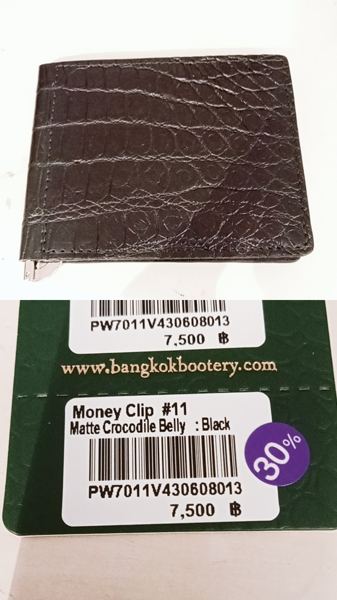 PW7011V430608013
7,500 ฿
www.bangkokbootery.com
Money Clip #11
Matte Crocodile Belly : Black
30%
PW7011V430608013
7,500 ฿